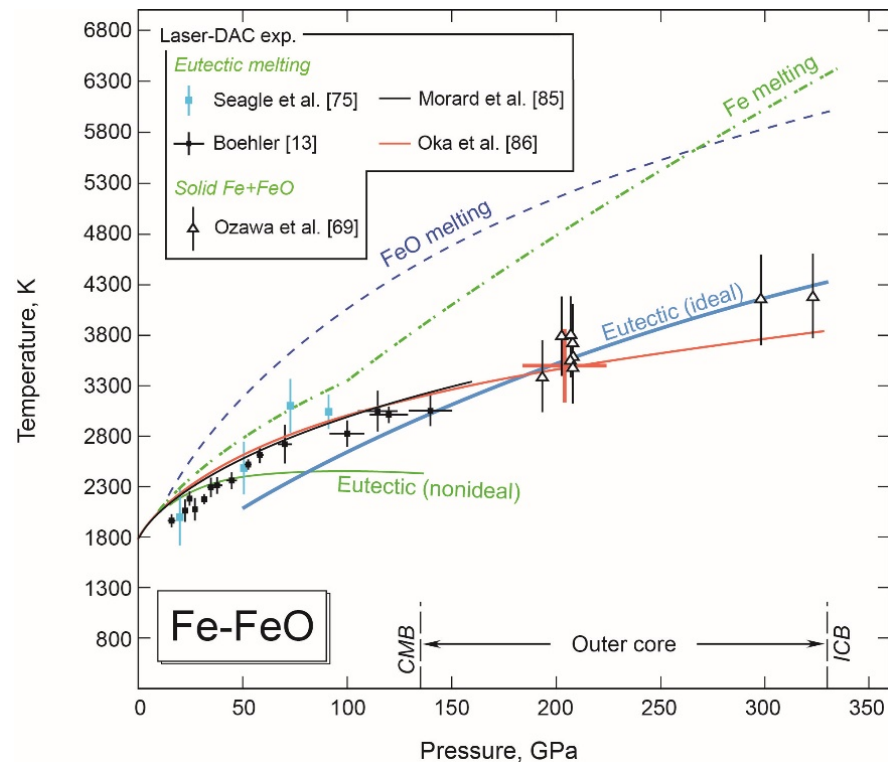 Laser-DAC exp.
Eutectic melting
Seagle et al. [75]
Morard et al. [85]
Boehler [13]
Oka et al. [86]
Solid Fe+FeO
Ozawa et al. [69]
Fe melting
FeO melting
Eutectic (ideal)
Eutectic (nonideal)
Fe-FeO
CMB
Outer core
ICB
Temperature, K
6800
6300
5800
5300
4800
4300
3800
3300
2800
2300
1800
1300
800
0 50 100 150 200 250 300 350
Pressure, GPa